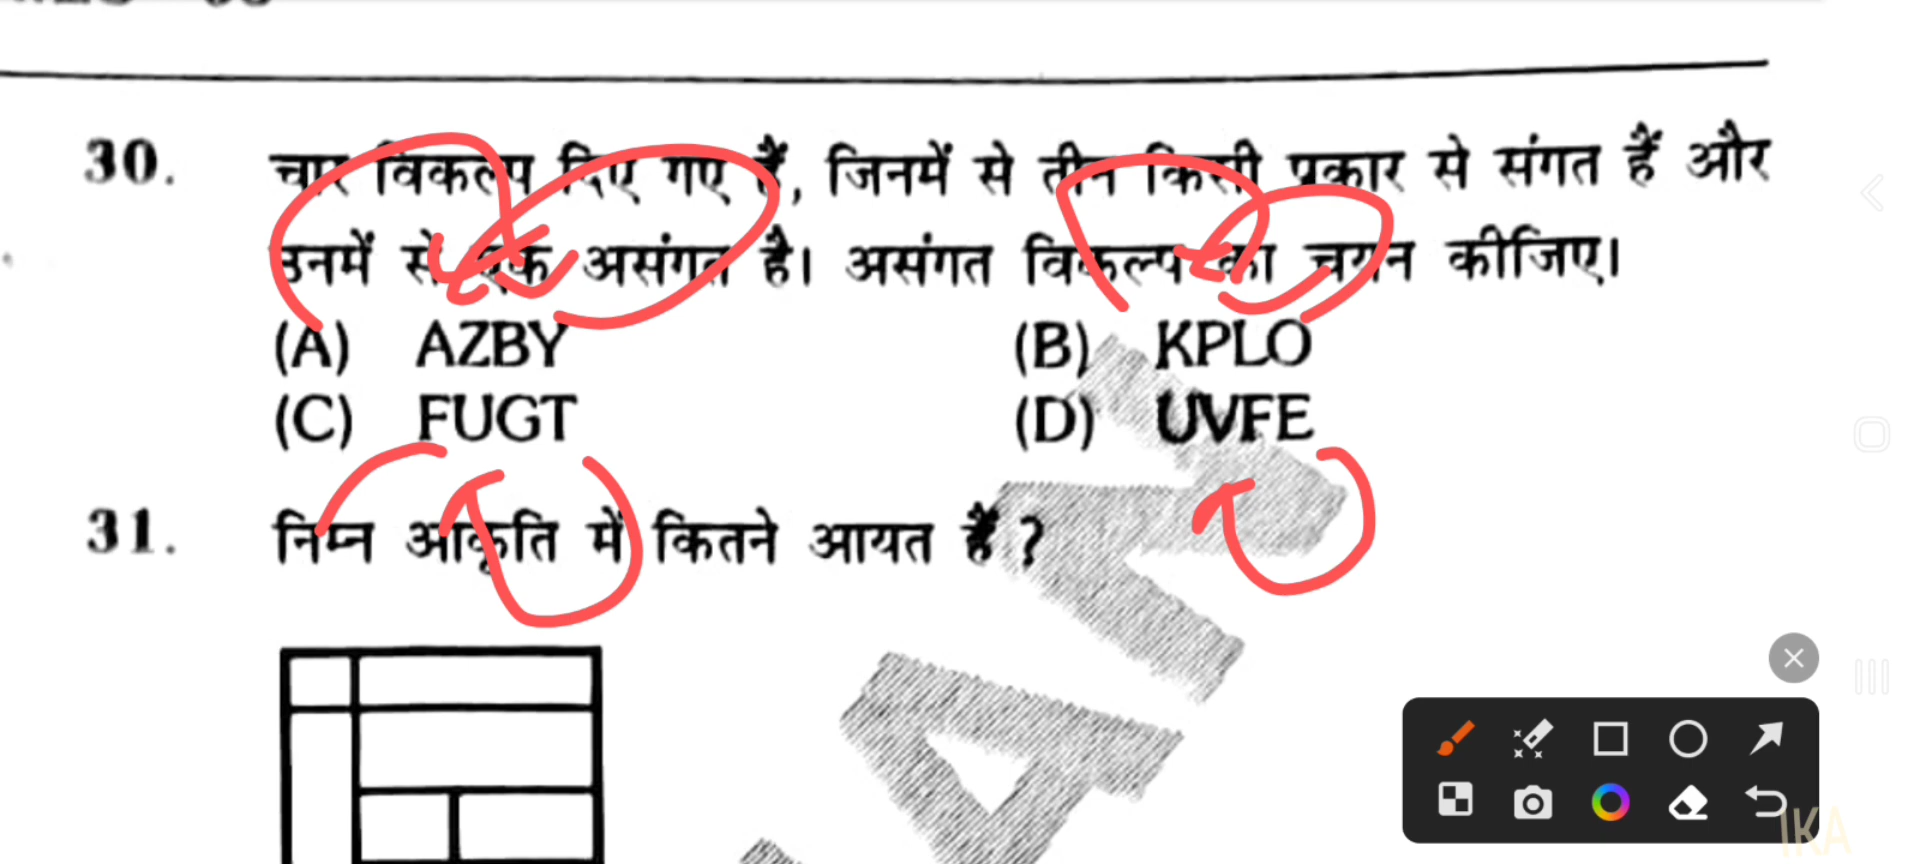 30. चार विकल्प दिए गए हैं, जिनमें से तीन किसी प्रकार से संगत हैं और
उनमें से एक असंगत है। असंगत विकल्प का चयन कीजिए।
(A) AZBY (B) KPLO
(C) FUGT (D) UVFE
31. निम्न आकृति में कितने आयत हैं ?